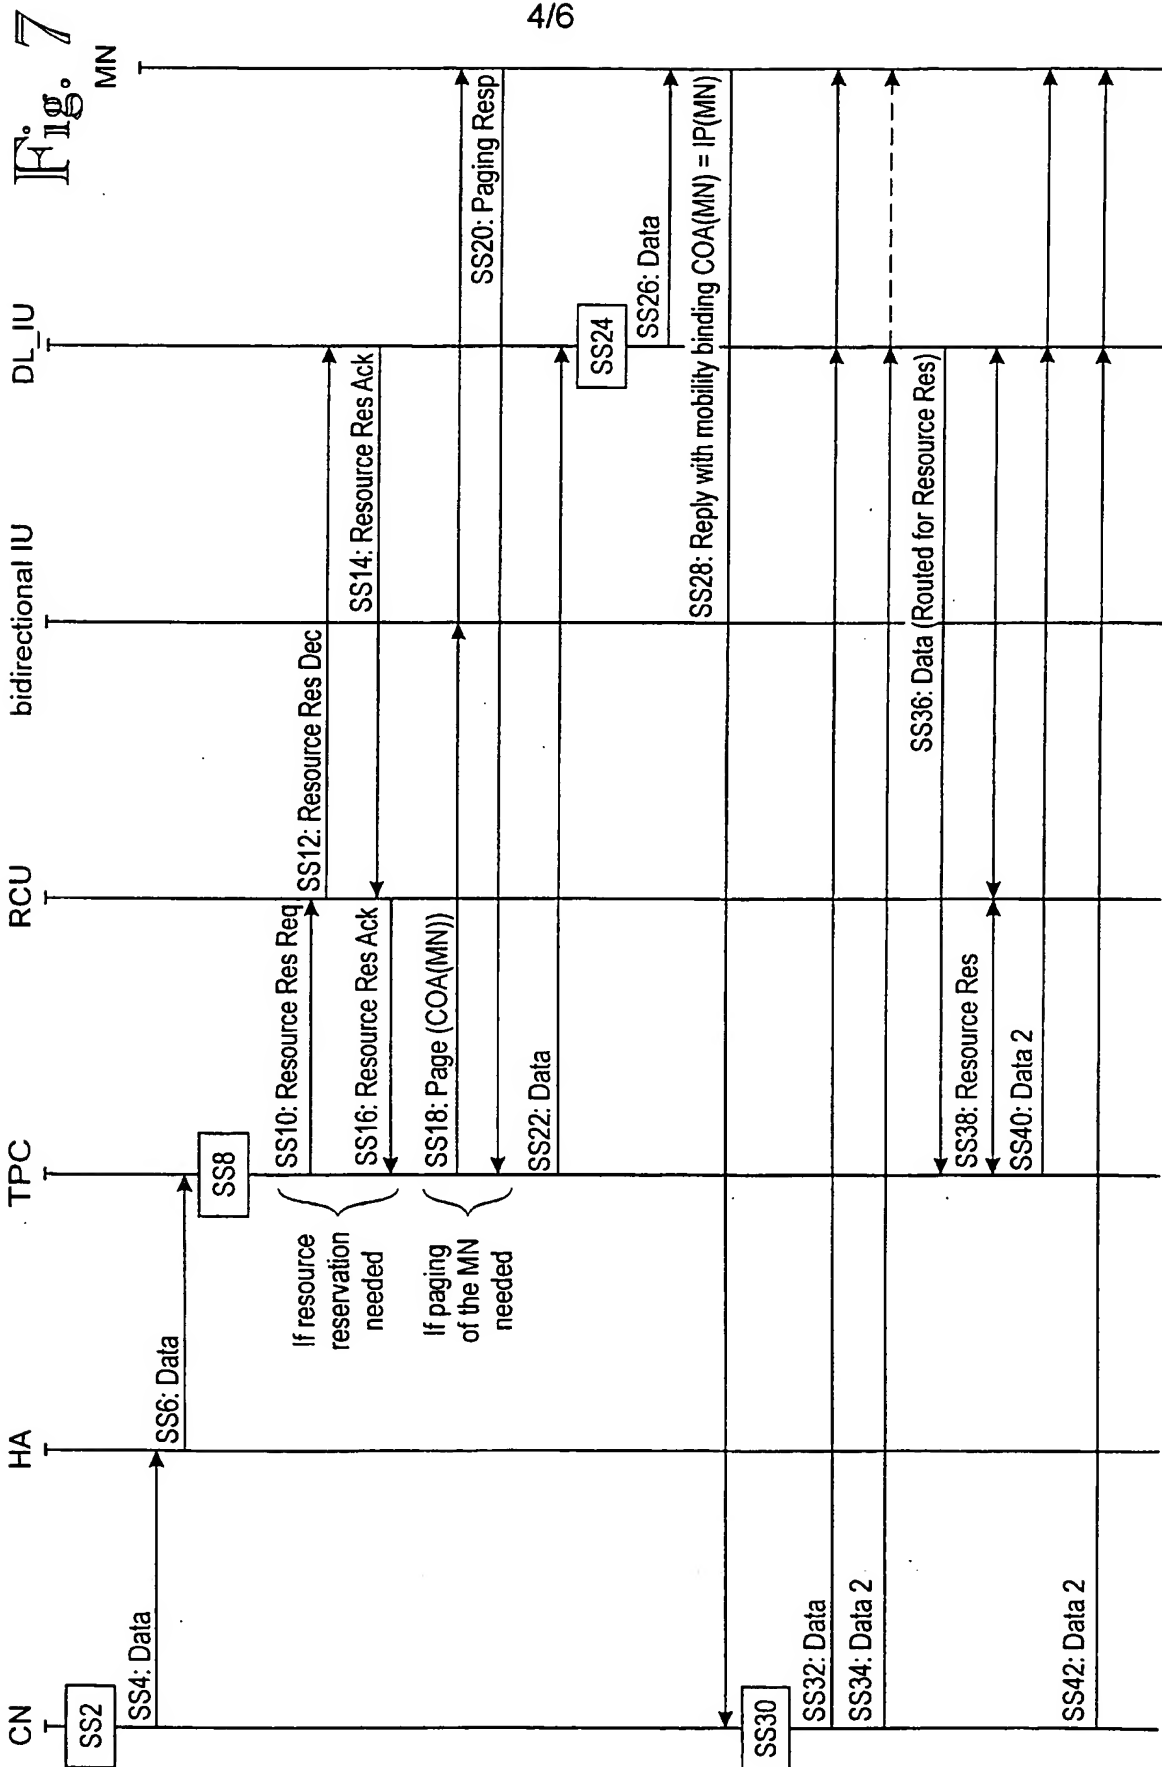 4/6
Fig. 7
CN
HA
TPC
RCU
bidirectional IU
DL_IU
MN
SS2
SS4: Data
SS6: Data
SS8
If resource
reservation
needed
SS10: Resource Res Req
SS12: Resource Res Dec
SS14: Resource Res Ack
SS16: Resource Res Ack
If paging
of the MN
needed
SS18: Page (COA(MN))
SS20: Paging Resp
SS22: Data
SS24
SS26: Data
SS28: Reply with mobility binding COA(MN) = IP(MN)
SS30
SS32: Data
SS34: Data 2
SS36: Data (Routed for Resource Res)
SS38: Resource Res
SS40: Data 2
SS42: Data 2